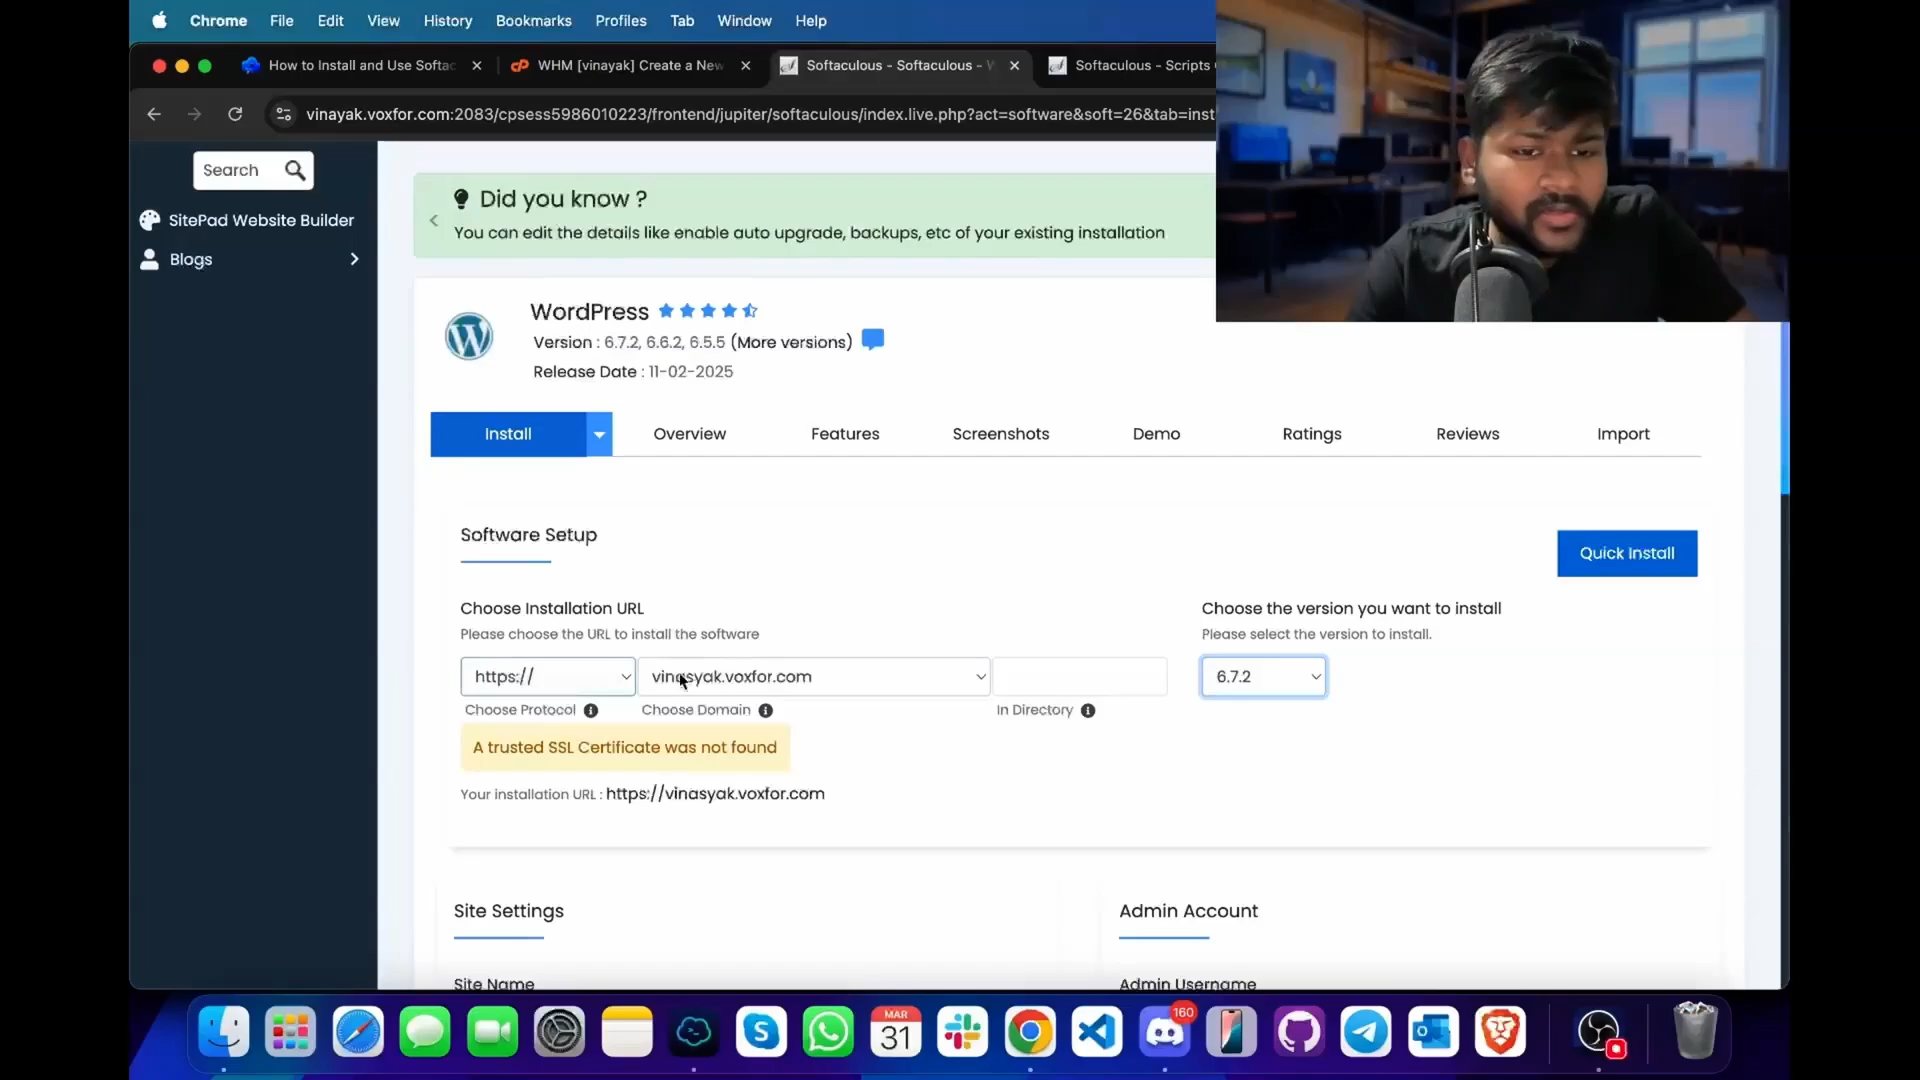 Chrome File Edit View History Bookmarks Profiles Tab Window Help
How to Install and Use Softac
WHM [vinayak] Create a New
Softaculous - Softaculous - W
Softaculous - Scripts
vinayak.voxfor.com:2083/cpsess5986010223/frontend/jupiter/softaculous/index.live.php?act=software&soft=26&tab=inst
Search
SitePad Website Builder
Blogs
Did you know ?
You can edit the details like enable auto upgrade, backups, etc of your existing installation
WordPress
Version : 6.7.2, 6.6.2, 6.5.5 (More versions)
Release Date : 11-02-2025
Install Overview Features Screenshots Demo Ratings Reviews Import
Software Setup
Quick Install
Choose Installation URL
Please choose the URL to install the software
https://
vinasyak.voxfor.com
Choose Protocol
Choose Domain
In Directory
A trusted SSL Certificate was not found
Your installation URL : https://vinasyak.voxfor.com
Choose the version you want to install
Please select the version to install.
6.7.2
Site Settings
Site Name
Admin Account
Admin Username
MAR
31
160